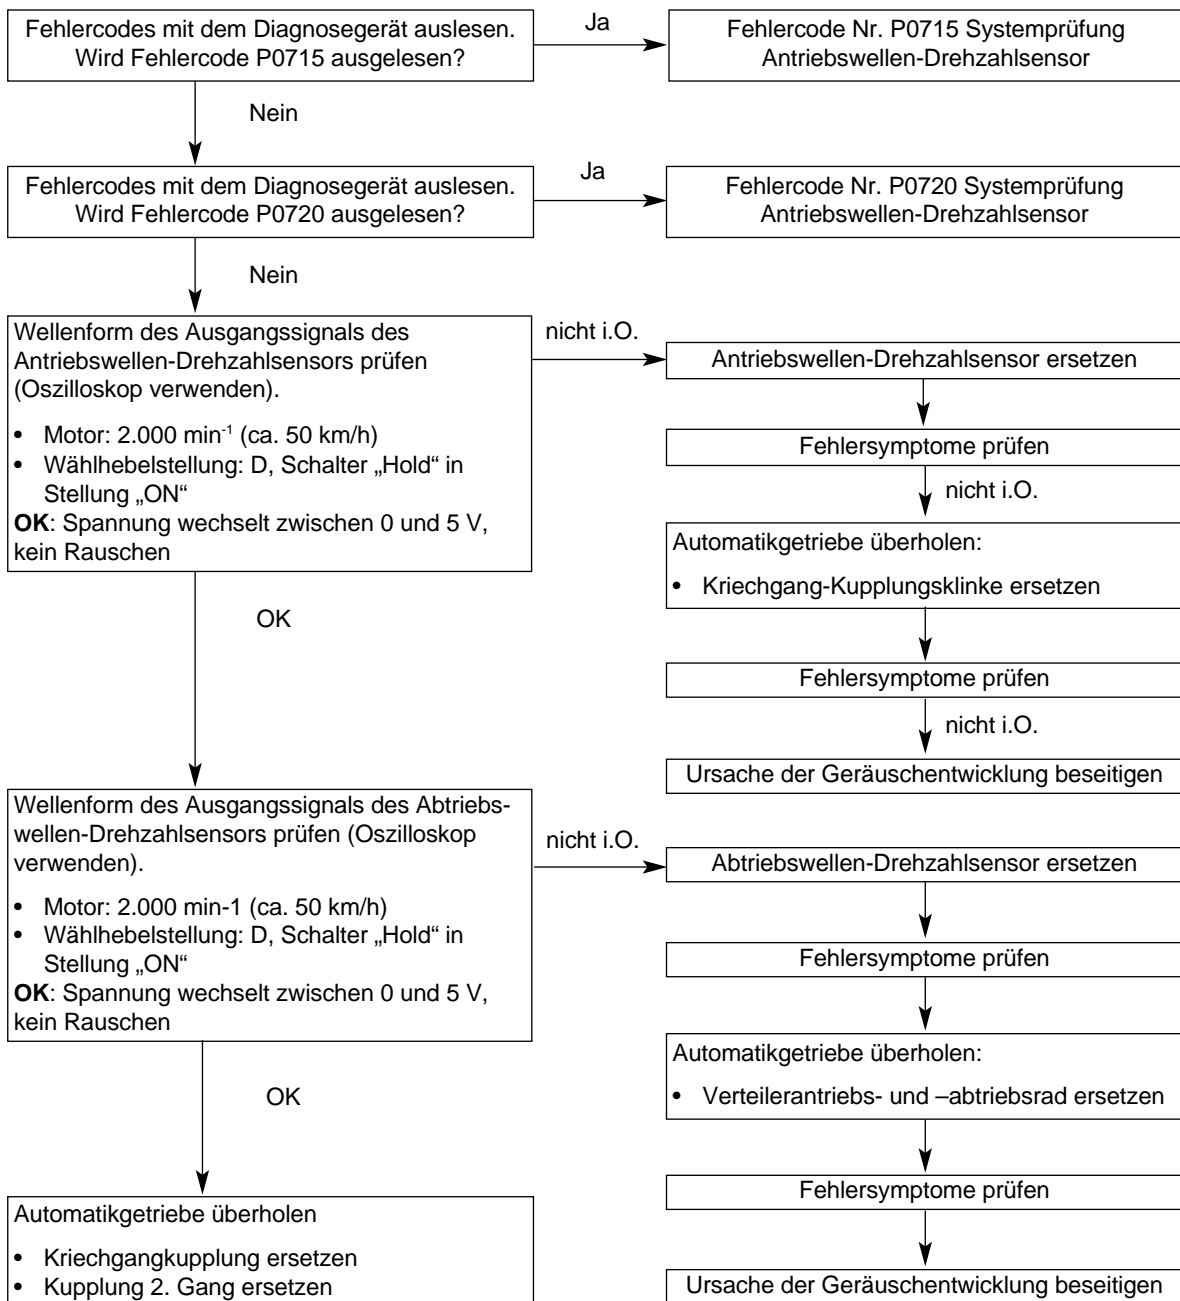 Fehlercodes mit dem Diagnosegerät auslesen.
Wird Fehlercode P0715 ausgelesen?
Ja
Fehlercode Nr. P0715 Systemprüfung
Antriebswellen-Drehzahlsensor
Nein
Fehlercodes mit dem Diagnosegerät auslesen.
Wird Fehlercode P0720 ausgelesen?
Ja
Fehlercode Nr. P0720 Systemprüfung
Antriebswellen-Drehzahlsensor
Nein
Wellenform des Ausgangssignals des
Antriebswellen-Drehzahlsensors prüfen
(Oszilloskop verwenden).
• Motor: 2.000 min⁻¹ (ca. 50 km/h)
• Wählhebelstellung: D, Schalter „Hold“ in
Stellung „ON“
OK: Spannung wechselt zwischen 0 und 5 V,
kein Rauschen
nicht i.O.
Antriebswellen-Drehzahlsensor ersetzen
Fehlersymptome prüfen
nicht i.O.
Automatikgetriebe überholen:
• Kriechgang-Kupplungsklinke ersetzen
Fehlersymptome prüfen
nicht i.O.
Ursache der Geräuschentwicklung beseitigen
OK
Wellenform des Ausgangssignals des Abtriebs-
wellen-Drehzahlsensors prüfen (Oszilloskop
verwenden).
• Motor: 2.000 min-1 (ca. 50 km/h)
• Wählhebelstellung: D, Schalter „Hold“ in
Stellung „ON“
OK: Spannung wechselt zwischen 0 und 5 V,
kein Rauschen
nicht i.O.
Abtriebswellen-Drehzahlsensor ersetzen
Fehlersymptome prüfen
Automatikgetriebe überholen:
• Verteilerantriebs- und –abtriebsrad ersetzen
Fehlersymptome prüfen
Ursache der Geräuschentwicklung beseitigen
OK
Automatikgetriebe überholen
• Kriechgangkupplung ersetzen
• Kupplung 2. Gang ersetzen